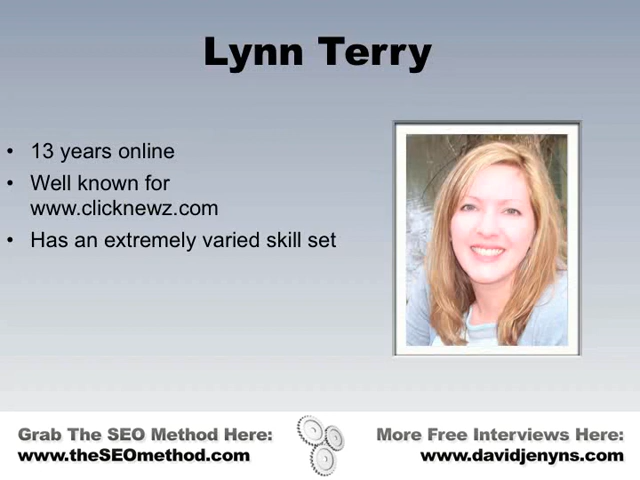 Lynn Terry
• 13 years online
• Well known for
www.clicknewz.com
• Has an extremely varied skill set
Grab The SEO Method Here:
www.theSEOmethod.com
More Free Interviews Here:
www.davidjenyns.com